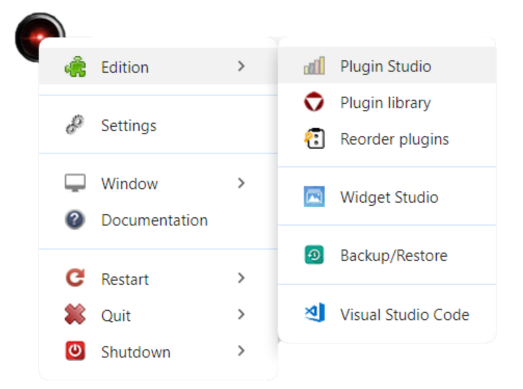 Edition
Settings
Window
Documentation
Restart
Quit
Shutdown
Plugin Studio
Plugin library
Reorder plugins
Widget Studio
Backup/Restore
Visual Studio Code